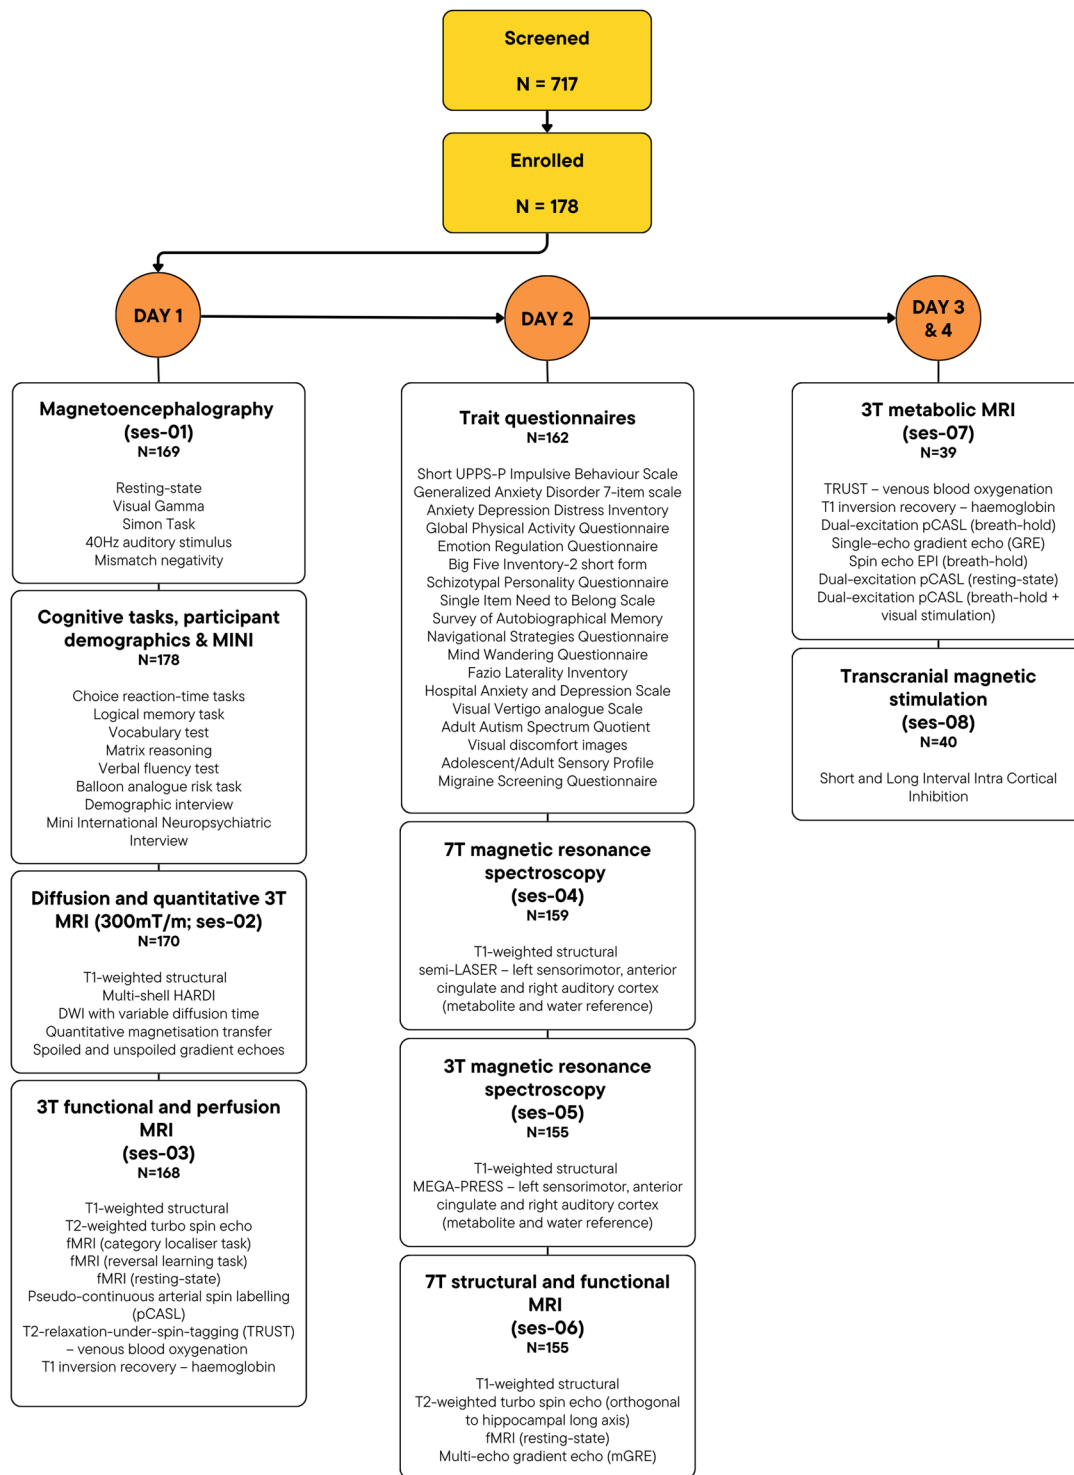 Screened
N = 717
Enrolled
N = 178
DAY 1
DAY 2
DAY 3
& 4
Magnetoencephalography
(ses-01)
N=169
Resting-state
Visual Gamma
Simon Task
40Hz auditory stimulus
Mismatch negativity
Cognitive tasks, participant
demographics & MINI
N=178
Choice reaction-time tasks
Logical memory task
Vocabulary test
Matrix reasoning
Verbal fluency test
Balloon analogue risk task
Demographic interview
Mini International Neuropsychiatric
Interview
Diffusion and quantitative 3T
MRI (300mT/m; ses-02)
N=170
T1-weighted structural
Multi-shell HARDI
DWI with variable diffusion time
Quantitative magnetisation transfer
Spoiled and unspoiled gradient echoes
3T functional and perfusion
MRI
(ses-03)
N=168
T1-weighted structural
T2-weighted turbo spin echo
fMRI (category localiser task)
fMRI (reversal learning task)
fMRI (resting-state)
Pseudo-continuous arterial spin labelling
(pCASL)
T2-relaxation-under-spin-tagging (TRUST)
– venous blood oxygenation
T1 inversion recovery – haemoglobin
Trait questionnaires
N=162
Short UPPS-P Impulsive Behaviour Scale
Generalized Anxiety Disorder 7-item scale
Anxiety Depression Distress Inventory
Global Physical Activity Questionnaire
Emotion Regulation Questionnaire
Big Five Inventory-2 short form
Schizotypal Personality Questionnaire
Single Item Need to Belong Scale
Survey of Autobiographical Memory
Navigational Strategies Questionnaire
Mind Wandering Questionnaire
Fazio Laterality Inventory
Hospital Anxiety and Depression Scale
Visual Vertigo analogue Scale
Adult Autism Spectrum Quotient
Visual discomfort images
Adolescent/Adult Sensory Profile
Migraine Screening Questionnaire
7T magnetic resonance
spectroscopy
(ses-04)
N=159
T1-weighted structural
semi-LASER – left sensorimotor, anterior
cingulate and right auditory cortex
(metabolite and water reference)
3T magnetic resonance
spectroscopy
(ses-05)
N=155
T1-weighted structural
MEGA-PRESS – left sensorimotor, anterior
cingulate and right auditory cortex
(metabolite and water reference)
7T structural and functional
MRI
(ses-06)
N=155
T1-weighted structural
T2-weighted turbo spin echo (orthogonal
to hippocampal long axis)
fMRI (resting-state)
Multi-echo gradient echo (mGRE)
3T metabolic MRI
(ses-07)
N=39
TRUST – venous blood oxygenation
T1 inversion recovery – haemoglobin
Dual-excitation pCASL (breath-hold)
Single-echo gradient echo (GRE)
Spin echo EPI (breath-hold)
Dual-excitation pCASL (resting-state)
Dual-excitation pCASL (breath-hold +
visual stimulation)
Transcranial magnetic
stimulation
(ses-08)
N=40
Short and Long Interval Intra Cortical
Inhibition